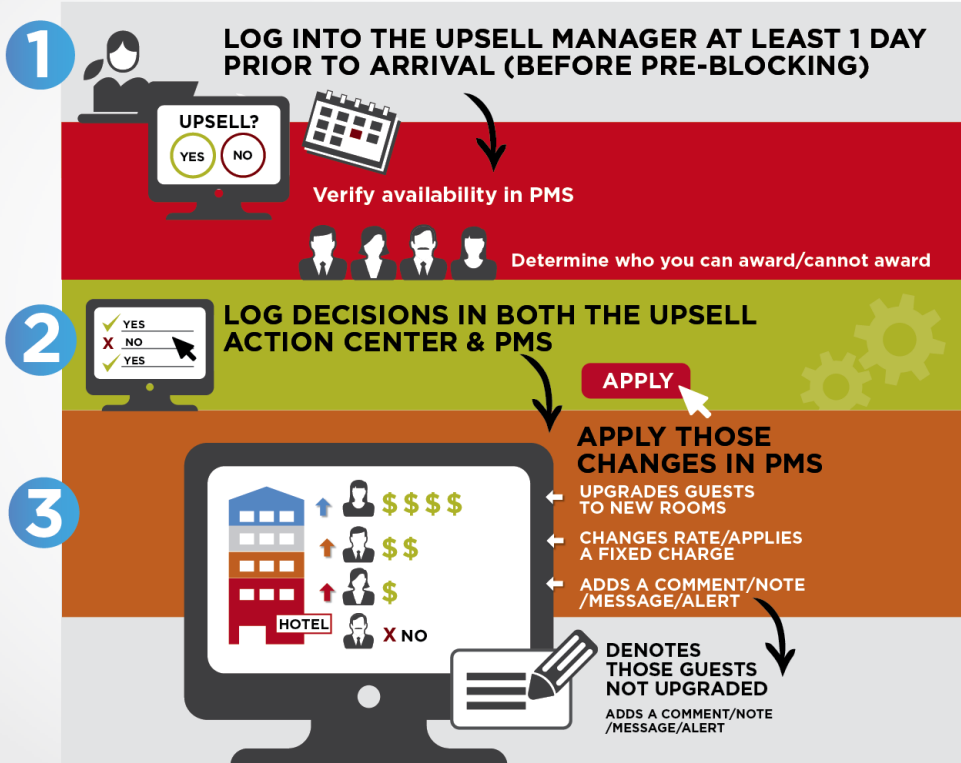 1
LOG INTO THE UPSELL MANAGER AT LEAST 1 DAY
PRIOR TO ARRIVAL (BEFORE PRE-BLOCKING)
UPSELL?
YES
NO
Verify availability in PMS
Determine who you can award/cannot award
2
LOG DECISIONS IN BOTH THE UPSELL
ACTION CENTER & PMS
YES
X NO
YES
APPLY
3
APPLY THOSE
CHANGES IN PMS
UPGRADES GUESTS
TO NEW ROOMS
CHANGES RATE/APPLIES
A FIXED CHARGE
ADDS A COMMENT/NOTE
/MESSAGE/ALERT
$$$$
$$
$
HOTEL
X NO
DENOTES
THOSE GUESTS
NOT UPGRADED
ADDS A COMMENT/NOTE
/MESSAGE/ALERT